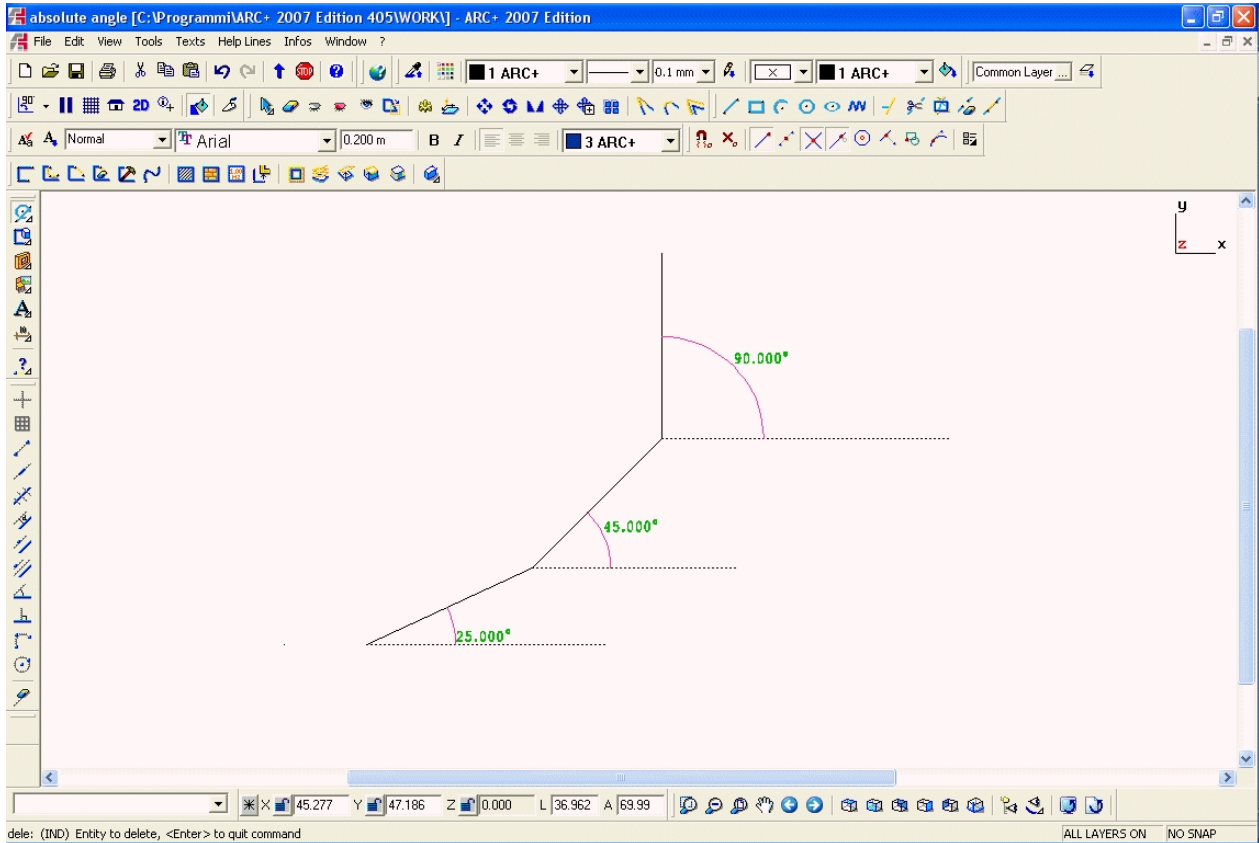 absolute angle [C:\Programmi\ARC+ 2007 Edition 405\WORK\] - ARC+ 2007 Edition
File Edit View Tools Texts Help Lines Infos Window ?
1 ARC+ 0.1 mm 1 ARC+ Common Layer ...
2D
Normal Arial 0.200 m B I 3 ARC+
y
z x
90.000°
45.000°
25.000°
X 45.277 Y 47.186 Z 0.000 L 36.962 A 69.99
dele: (IND) Entity to delete, <Enter> to quit command ALL LAYERS ON NO SNAP